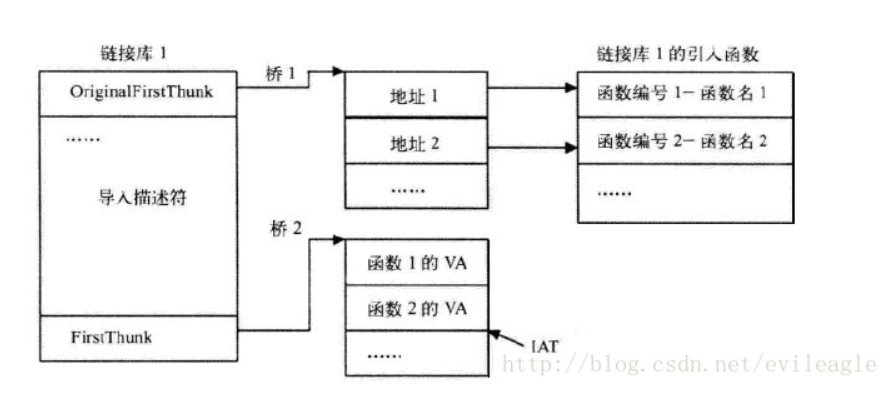 链接库 1
OriginalFirstThunk
......
导入描述符
FirstThunk
桥 1
地址 1
地址 2
......
链接库 1 的引入函数
函数编号 1- 函数名 1
函数编号 2- 函数名 2
......
桥 2
函数 1 的 VA
函数 2 的 VA
......
IAT
http://blog.csdn.net/evileagle